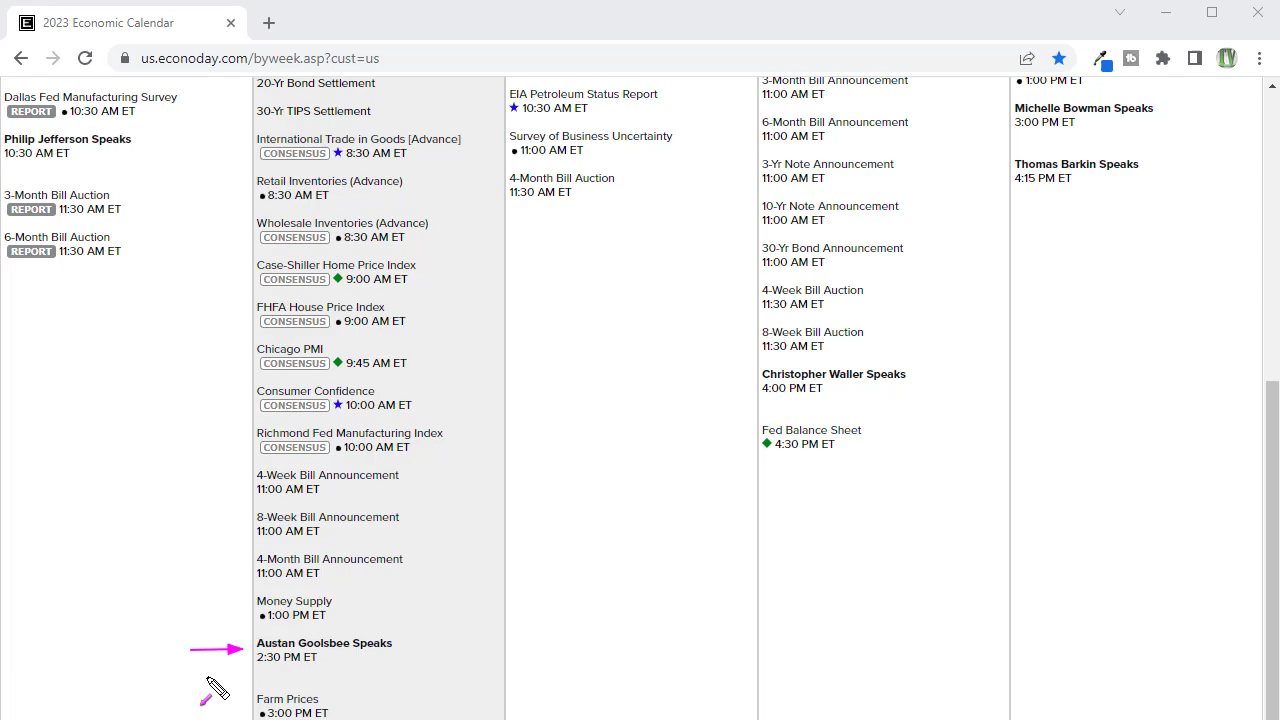 2023 Economic Calendar
us.econoday.com/byweek.asp?cust=us
Dallas Fed Manufacturing Survey
REPORT 10:30 AM ET
Philip Jefferson Speaks
10:30 AM ET
3-Month Bill Auction
REPORT 11:30 AM ET
6-Month Bill Auction
REPORT 11:30 AM ET
20-Yr Bond Settlement
30-Yr TIPS Settlement
International Trade in Goods [Advance]
CONSENSUS 8:30 AM ET
Retail Inventories (Advance)
8:30 AM ET
Wholesale Inventories (Advance)
CONSENSUS 8:30 AM ET
Case-Shiller Home Price Index
CONSENSUS 9:00 AM ET
FHFA House Price Index
CONSENSUS 9:00 AM ET
Chicago PMI
CONSENSUS 9:45 AM ET
Consumer Confidence
CONSENSUS 10:00 AM ET
Richmond Fed Manufacturing Index
CONSENSUS 10:00 AM ET
4-Week Bill Announcement
11:00 AM ET
8-Week Bill Announcement
11:00 AM ET
4-Month Bill Announcement
11:00 AM ET
Money Supply
1:00 PM ET
Austan Goolsbee Speaks
2:30 PM ET
Farm Prices
3:00 PM ET
EIA Petroleum Status Report
10:30 AM ET
Survey of Business Uncertainty
11:00 AM ET
4-Month Bill Auction
11:30 AM ET
3-Month Bill Announcement
11:00 AM ET
6-Month Bill Announcement
11:00 AM ET
3-Yr Note Announcement
11:00 AM ET
10-Yr Note Announcement
11:00 AM ET
30-Yr Bond Announcement
11:00 AM ET
4-Week Bill Auction
11:30 AM ET
8-Week Bill Auction
11:30 AM ET
Christopher Waller Speaks
4:00 PM ET
Fed Balance Sheet
4:30 PM ET
1:00 PM ET
Michelle Bowman Speaks
3:00 PM ET
Thomas Barkin Speaks
4:15 PM ET